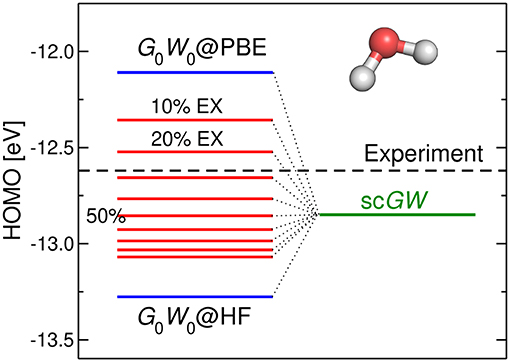 -12.0
-12.5
-13.0
-13.5
HOMO [eV]
G₀W₀@PBE
10% EX
20% EX
Experiment
50%
scGW
G₀W₀@HF